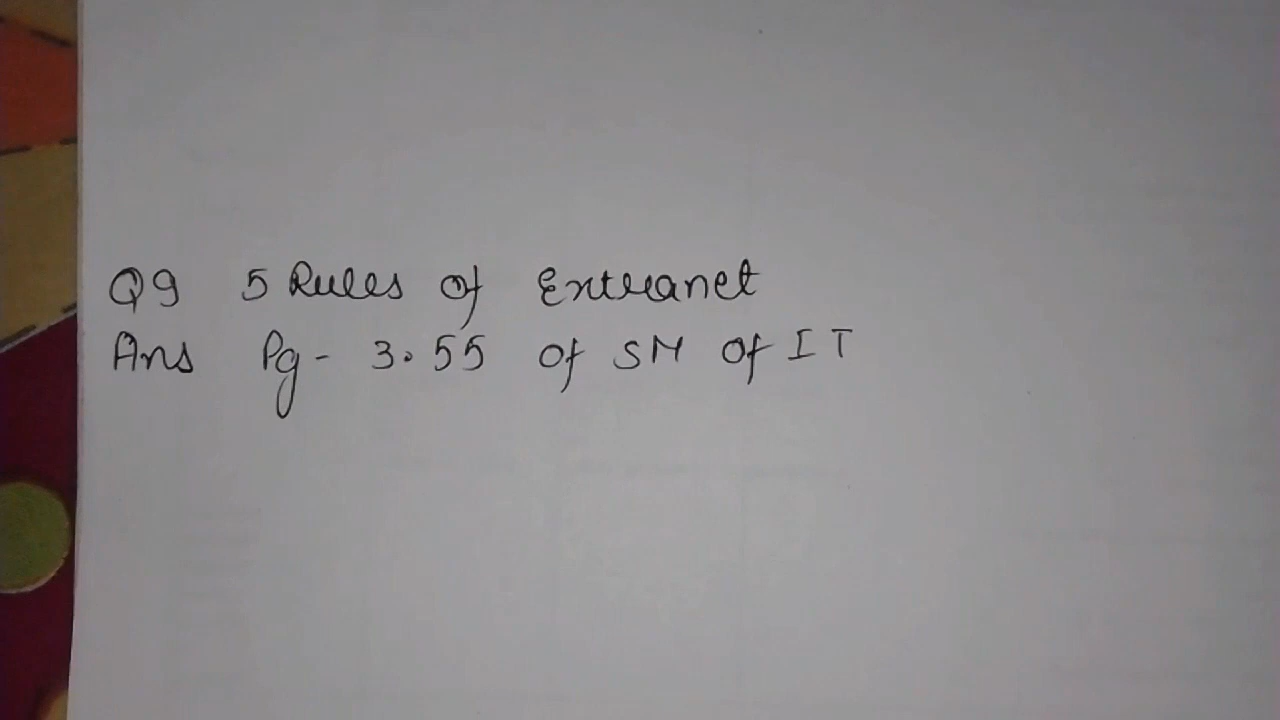 Q9 5 Rules of Extranet
Ans Pg- 3.55 of SM of IT